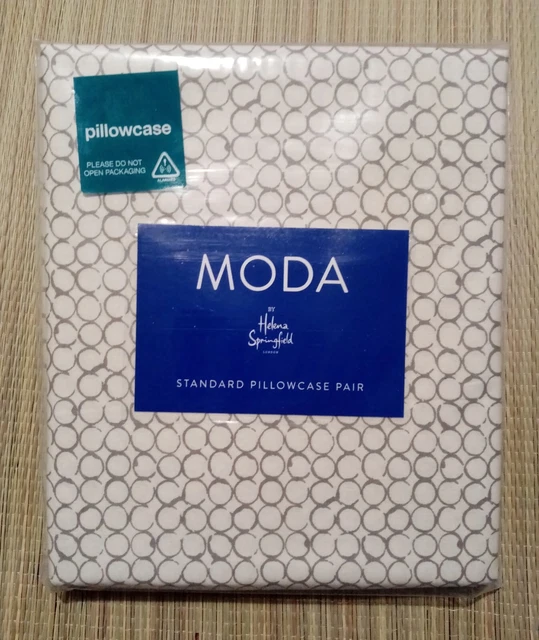 pillowcase
PLEASE DO NOT
OPEN PACKAGING
MODA
BY
Helena
Springfield
LONDON
STANDARD PILLOWCASE PAIR